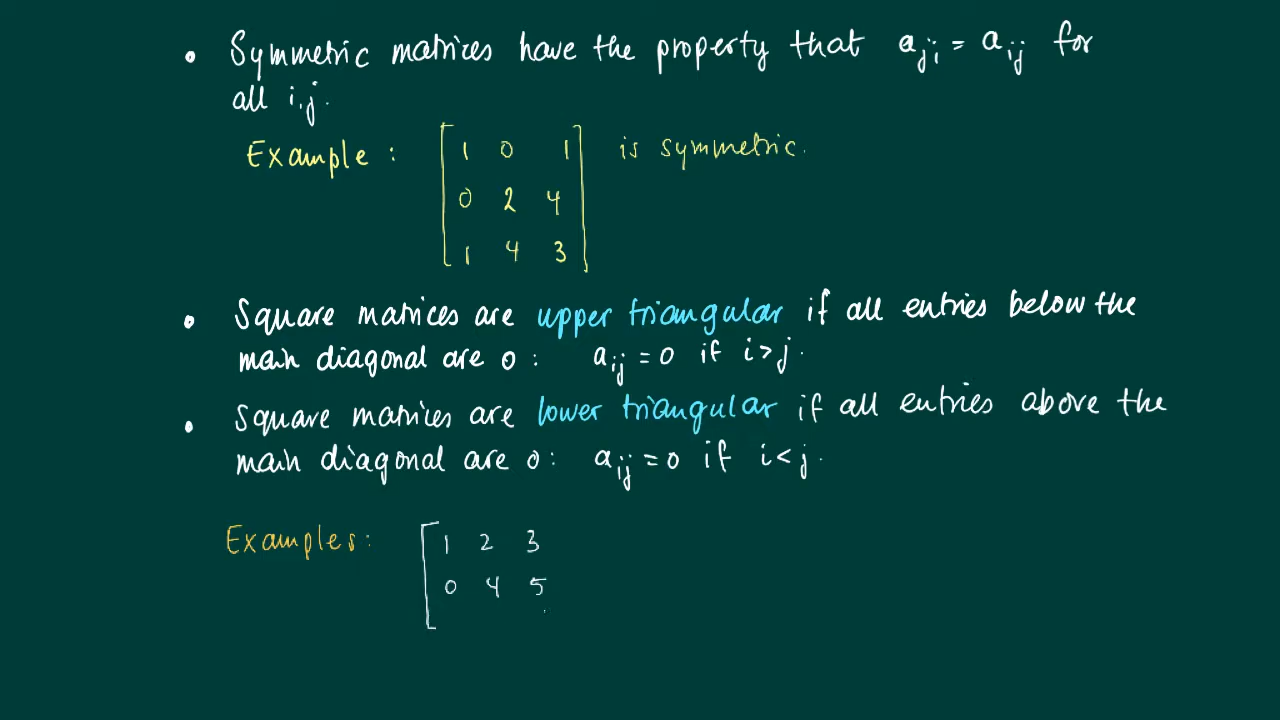 • Symmetric matrices have the property that a_ji = a_ij for
all i,j.
Example : [ 1 0 1 ] is symmetric.
0 2 4
1 4 3
• Square matrices are upper triangular if all entries below the
main diagonal are 0 : a_ij = 0 if i > j.
• Square matrices are lower triangular if all entries above the
main diagonal are 0 : a_ij = 0 if i < j.
Examples : [ 1 2 3
0 4 5